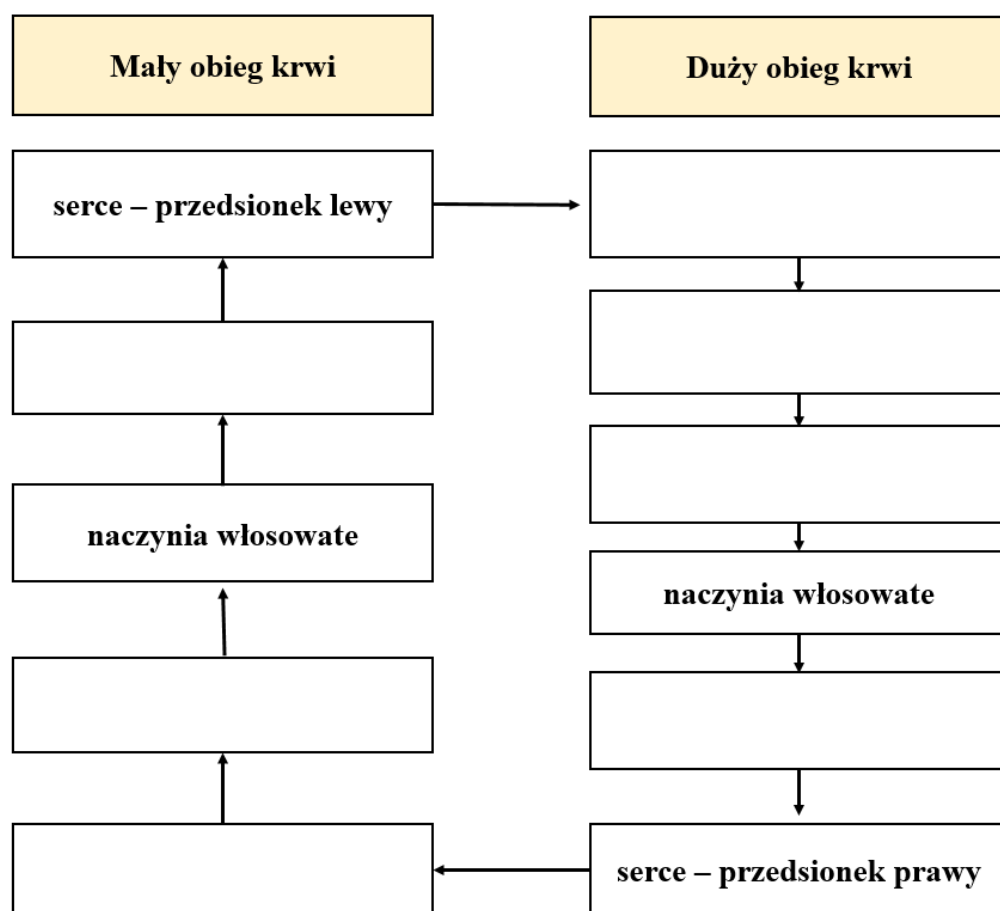 Mały obieg krwi
Duży obieg krwi
serce – przedsionek lewy
naczynia włosowate
naczynia włosowate
serce – przedsionek prawy